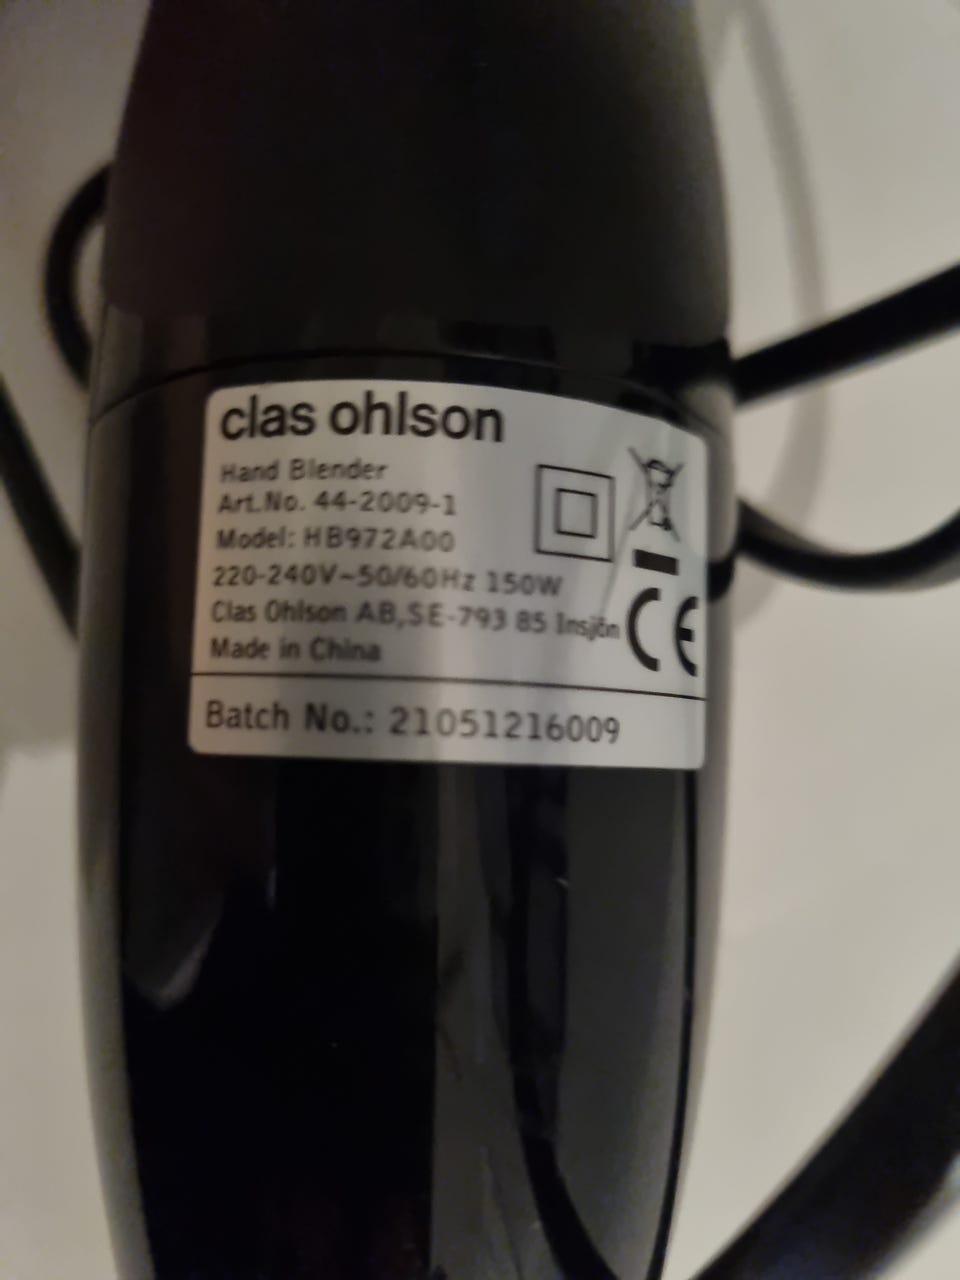 clas ohlson
Hand Blender
Art.No. 44-2009-1
Model: HB972A00
220-240V~50/60Hz 150W
Clas Ohlson AB,SE-793 85 Insjön
Made in China
CE
Batch No.: 21051216009